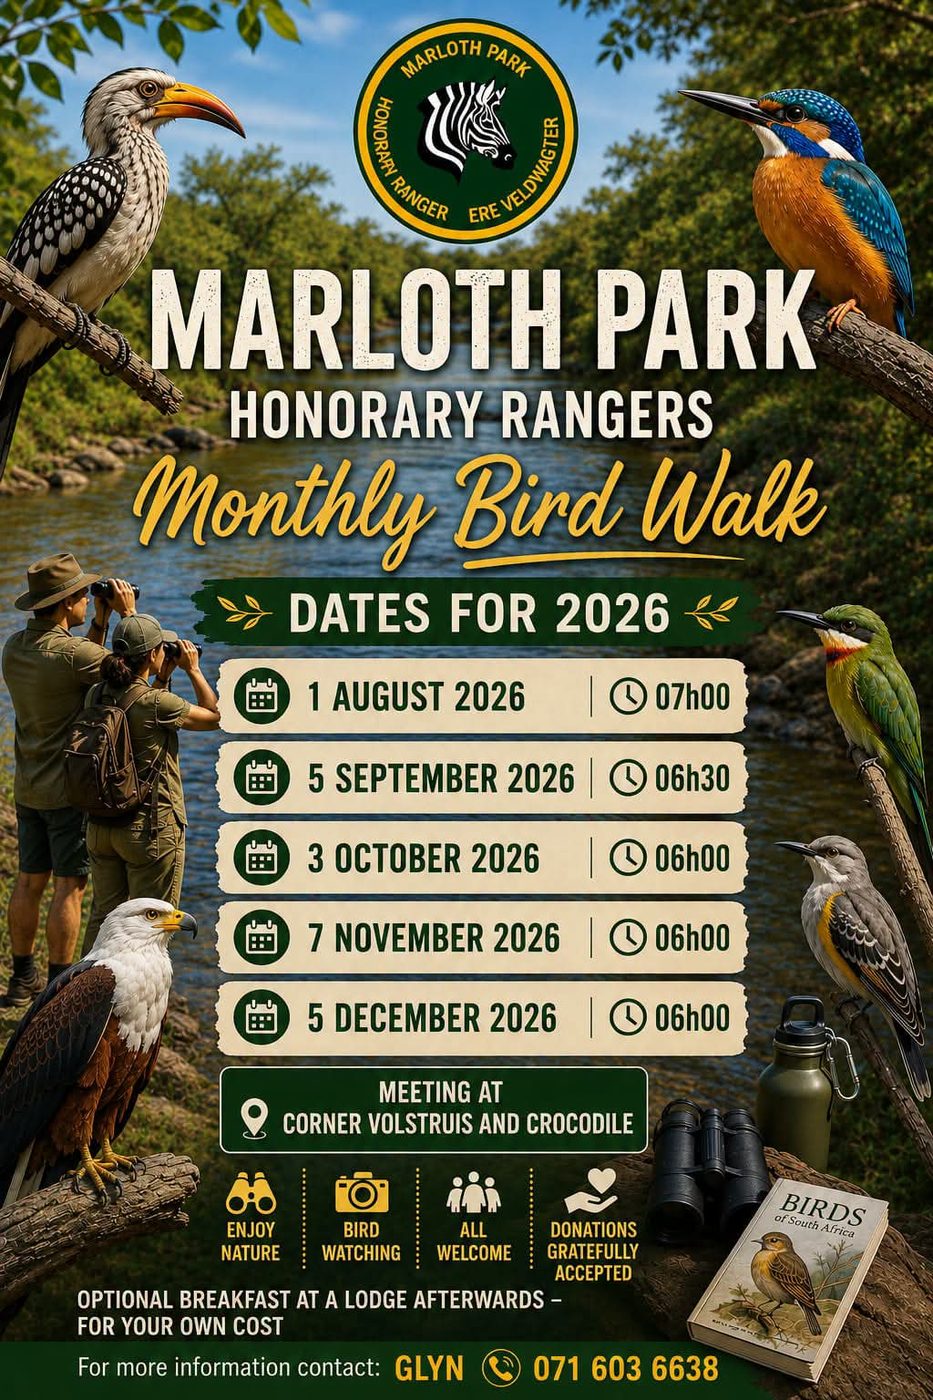 MARLOTH PARK
HONORARY RANGER
ERE VELDWAGTER
MARLOTH PARK
HONORARY RANGERS
Monthly Bird Walk
DATES FOR 2026
1 AUGUST 2026 07h00
5 SEPTEMBER 2026 06h30
3 OCTOBER 2026 06h00
7 NOVEMBER 2026 06h00
5 DECEMBER 2026 06h00
MEETING AT
CORNER VOLSTRUIS AND CROCODILE
ENJOY
NATURE
BIRD
WATCHING
ALL
WELCOME
DONATIONS
GRATEFULLY
ACCEPTED
BIRDS
of South Africa
OPTIONAL BREAKFAST AT A LODGE AFTERWARDS –
FOR YOUR OWN COST
For more information contact: GLYN 071 603 6638